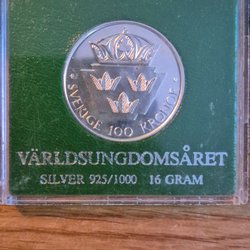 SVERIGE 100 KRONOR
VÄRLDSUNGDOMSÅRET
SILVER 925/1000 16 GRAM